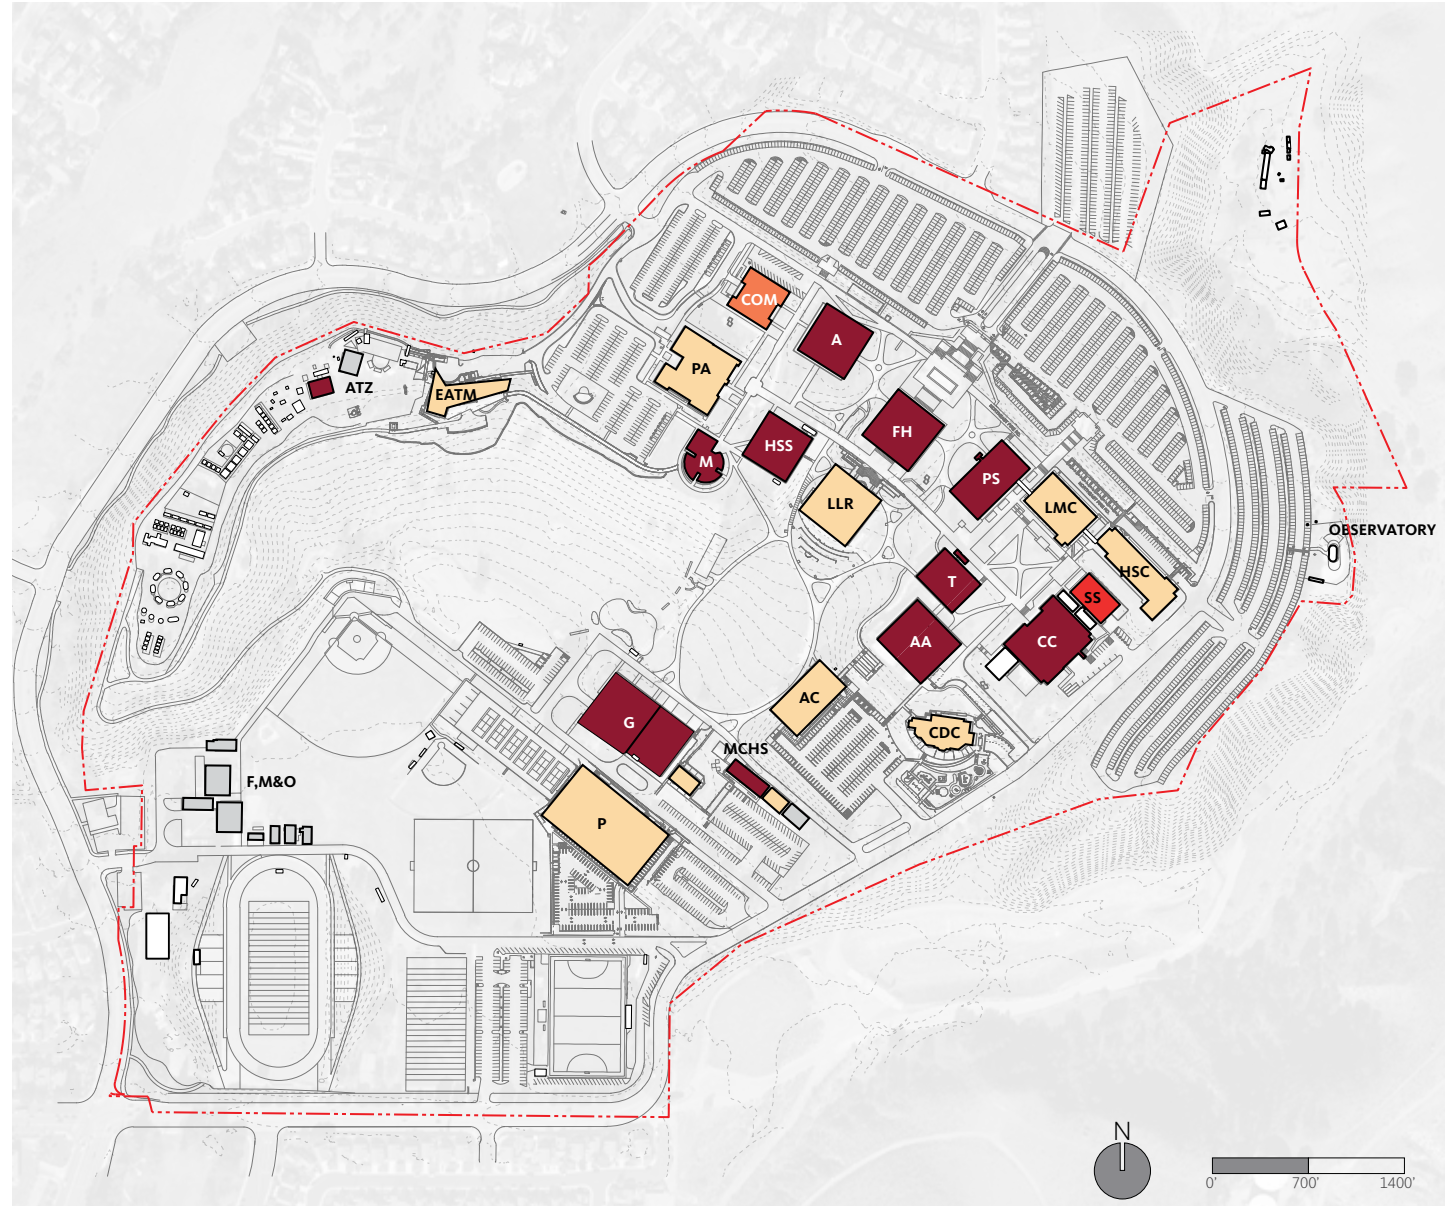 COM
A
PA
ATZ
EATM
FH
HSS
M
PS
LLR
LMC
OBSERVATORY
HSC
T
SS
AA
CC
AC
G
CDC
MCHS
F,M&O
P
N
0' 700' 1400'